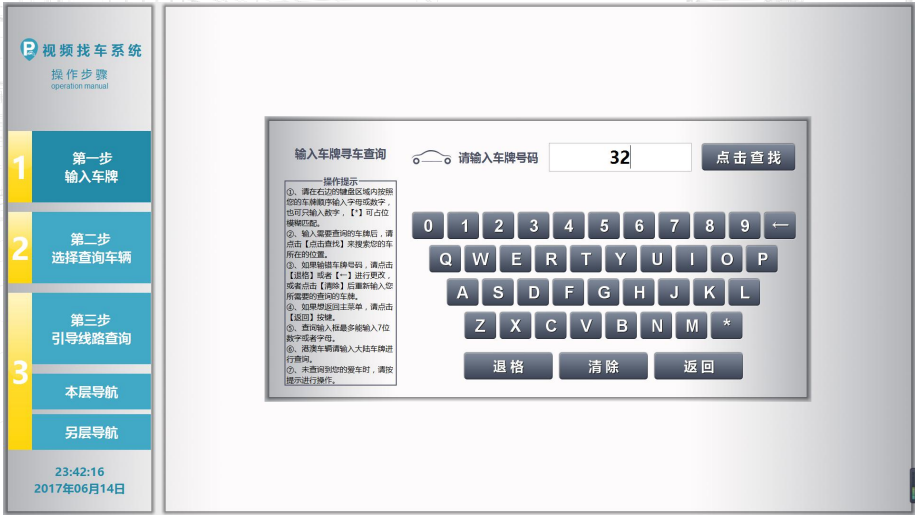 视频找车系统
操作步骤
operation manual
1
第一步
输入车牌
2
第二步
选择查询车辆
3
第三步
引导线路查询
本层导航
另层导航
23:42:16
2017年06月14日
输入车牌寻车查询
请输入车牌号码
32
点击查找
操作提示
①、请在右边的键盘区域内按照
您的车牌顺序输入字母或数字，
也可只输入数字，【*】可占位
模糊匹配。
②、输入需要查询的车牌后，请
点击【点击查找】来搜索您的车
所在的位置。
③、如果输错车牌号码，请点击
【退格】或者【←】进行更改，
或者点击【清除】后重新输入您
所需要的查询的车牌。
④、如果想返回主菜单，请点击
【返回】按键。
⑤、查询输入框最多能输入7位
数字或者字母。
⑥、港澳车辆请输入大陆车牌进
行查询。
⑦、未查询到您的爱车时，请按
提示进行操作。
0 1 2 3 4 5 6 7 8 9 ←
Q W E R T Y U I O P
A S D F G H J K L
Z X C V B N M *
退格 清除 返回